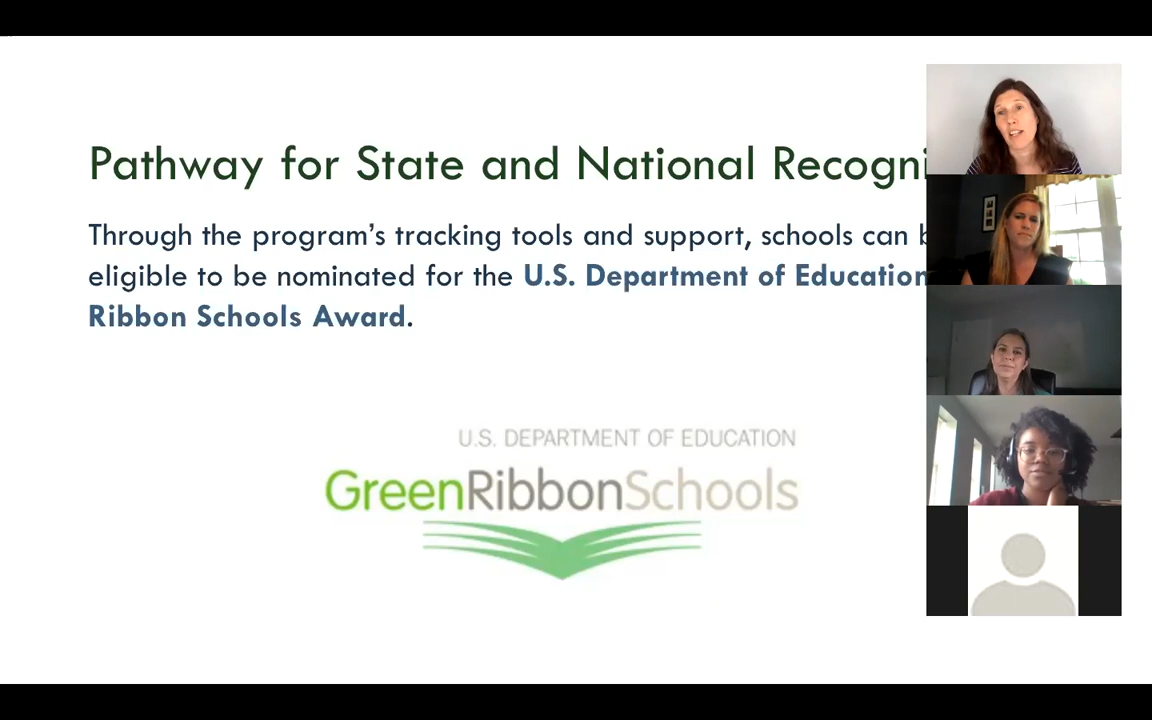 Pathway for State and National Recogni
Through the program's tracking tools and support, schools can b
eligible to be nominated for the U.S. Department of Education
Ribbon Schools Award.
U.S. DEPARTMENT OF EDUCATION
GreenRibbonSchools